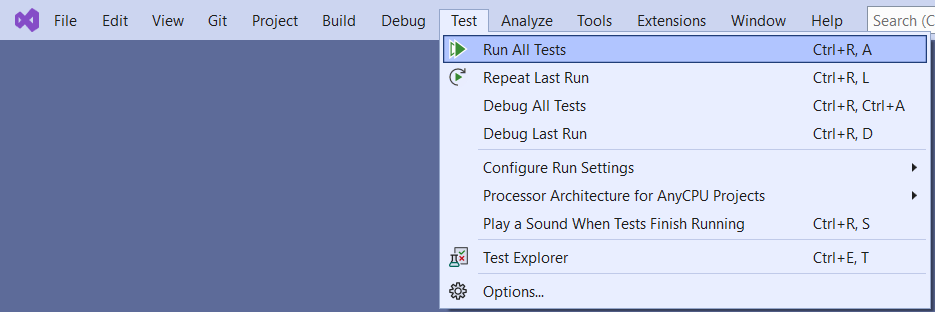 File Edit View Git Project Build Debug Test Analyze Tools Extensions Window Help Search (C
Run All Tests Ctrl+R, A
Repeat Last Run Ctrl+R, L
Debug All Tests Ctrl+R, Ctrl+A
Debug Last Run Ctrl+R, D
Configure Run Settings
Processor Architecture for AnyCPU Projects
Play a Sound When Tests Finish Running Ctrl+R, S
Test Explorer Ctrl+E, T
Options...